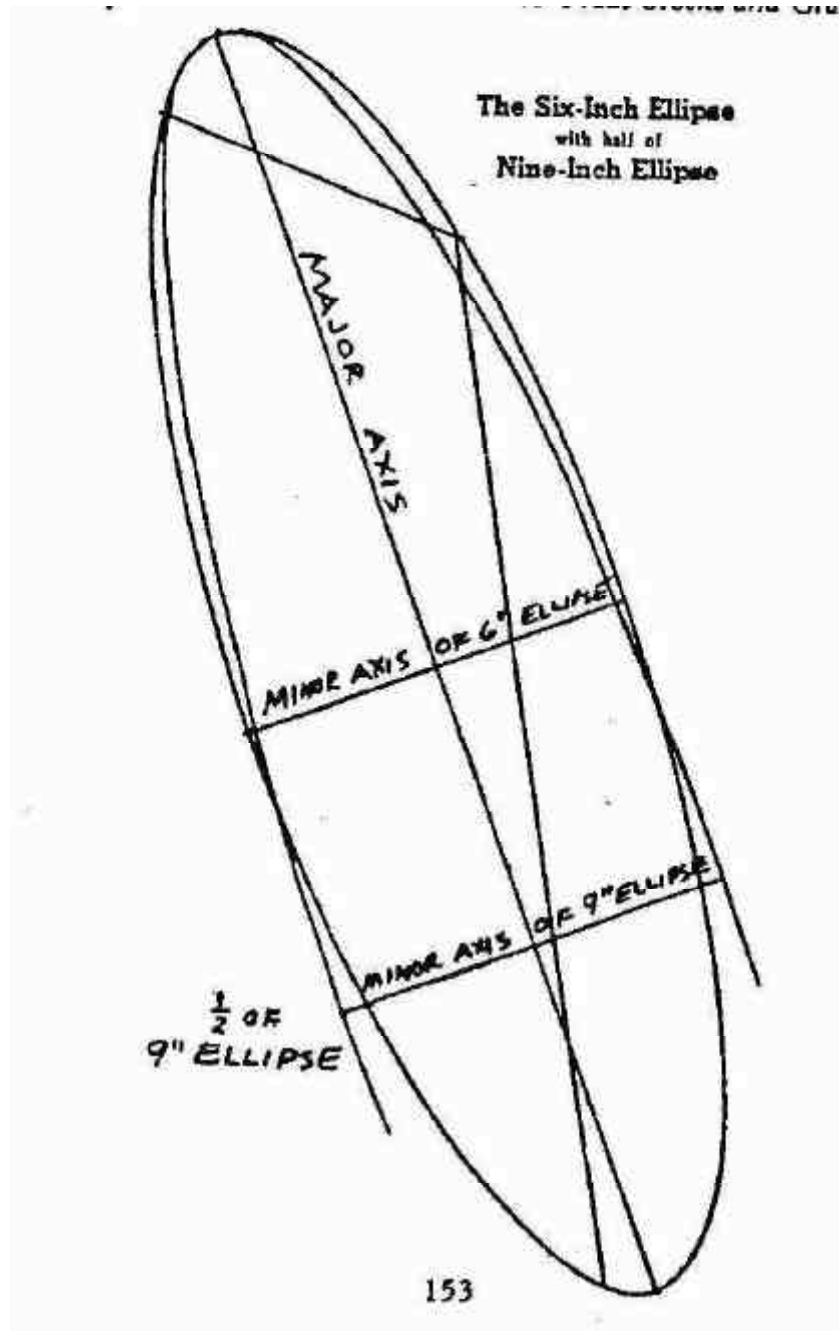 and
The Six-Inch Ellipse
with half of
Nine-Inch Ellipse
MAJOR AXIS
MINOR AXIS OF 6" ELLIPSE
MINOR AXIS OF 9" ELLIPSE
1/2 OF
9" ELLIPSE
153